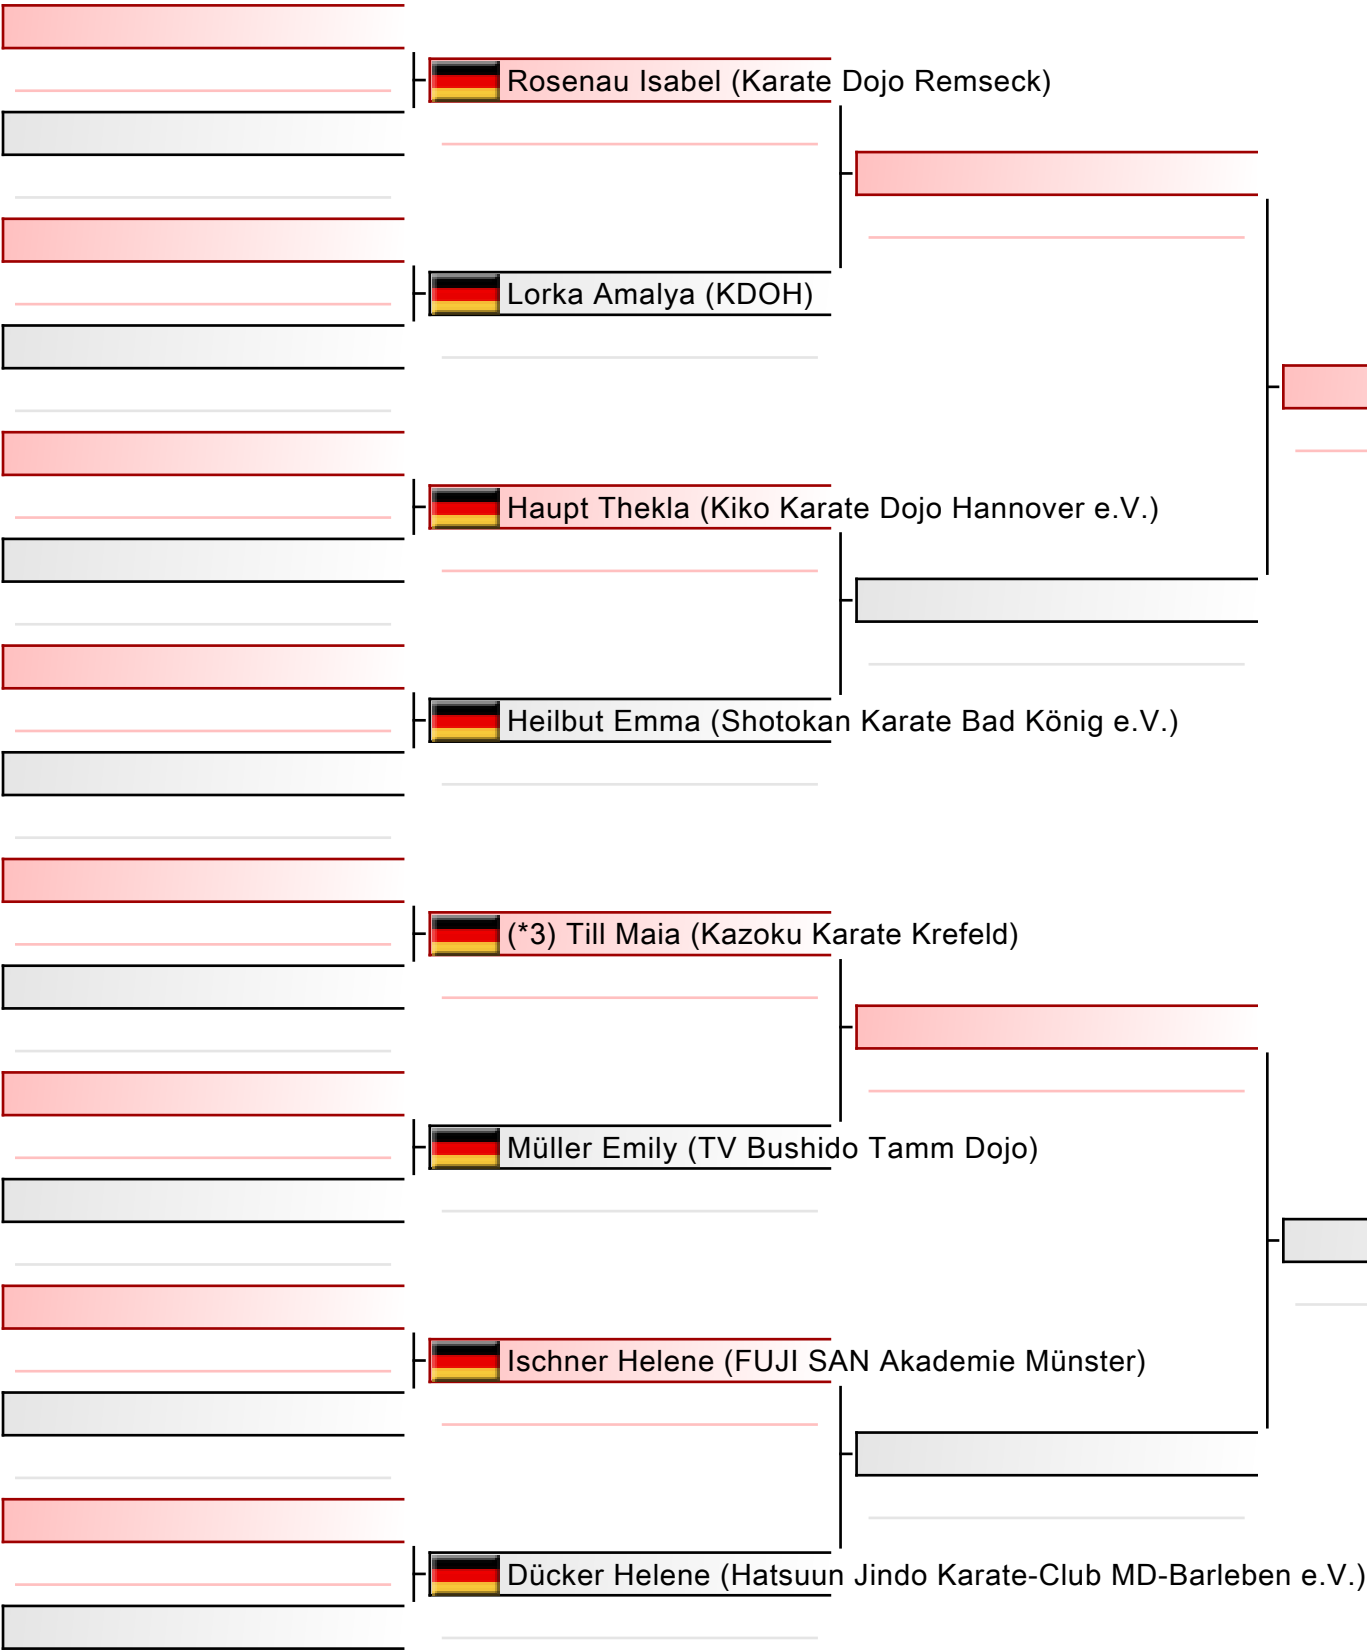 Rosenau Isabel (Karate Dojo Remseck)
Lorka Amalya (KDOH)
Haupt Thekla (Kiko Karate Dojo Hannover e.V.)
Heilbut Emma (Shotokan Karate Bad König e.V.)
(*3) Till Maia (Kazoku Karate Krefeld)
Müller Emily (TV Bushido Tamm Dojo)
Ischner Helene (FUJI SAN Akademie Münster)
Dücker Helene (Hatsuun Jindo Karate-Club MD-Barleben e.V.)